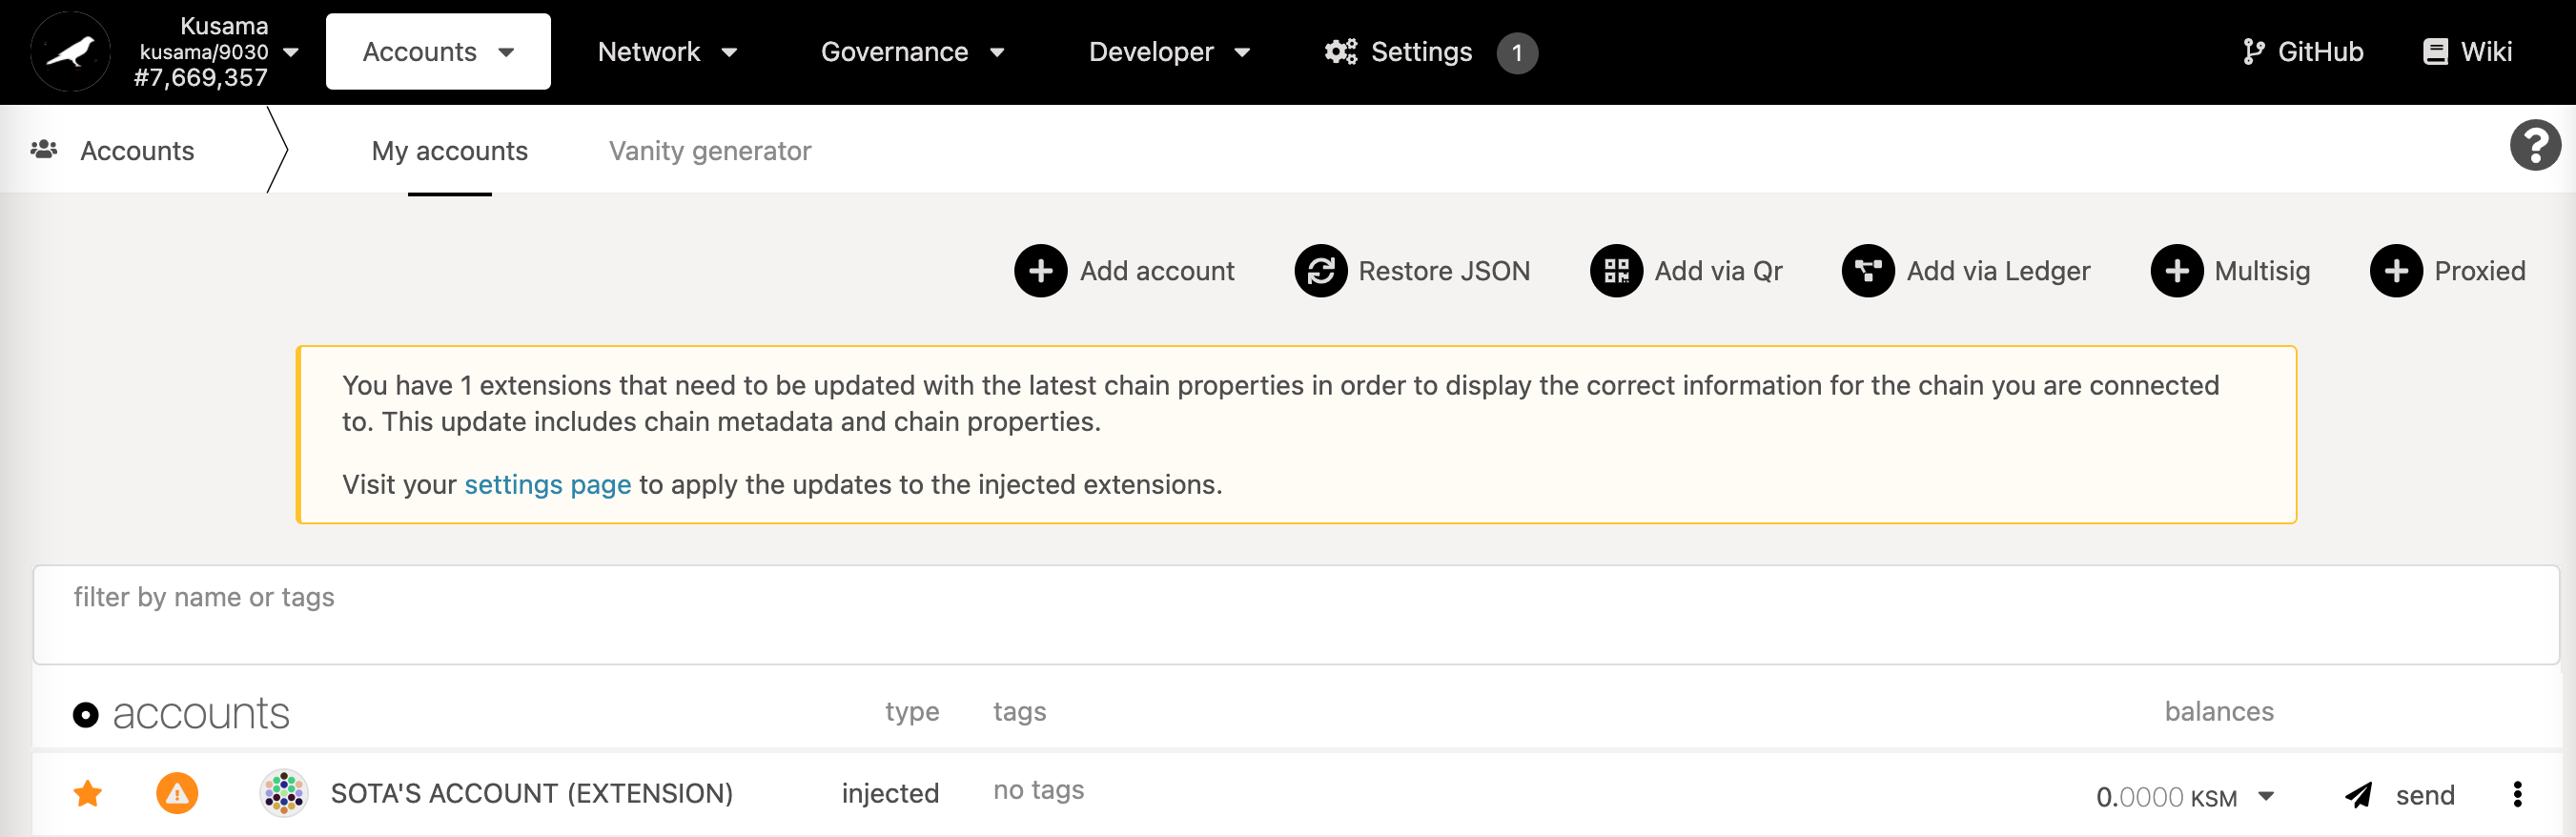 Kusama
kusama/9030
#7,669,357
Accounts
Network
Governance
Developer
Settings
1
GitHub
Wiki
Accounts
My accounts
Vanity generator
?
Add account
Restore JSON
Add via Qr
Add via Ledger
Multisig
Proxied
You have 1 extensions that need to be updated with the latest chain properties in order to display the correct information for the chain you are connected
to. This update includes chain metadata and chain properties.
Visit your settings page to apply the updates to the injected extensions.
filter by name or tags
accounts
type
tags
balances
SOTA'S ACCOUNT (EXTENSION)
injected
no tags
0.0000 KSM
send